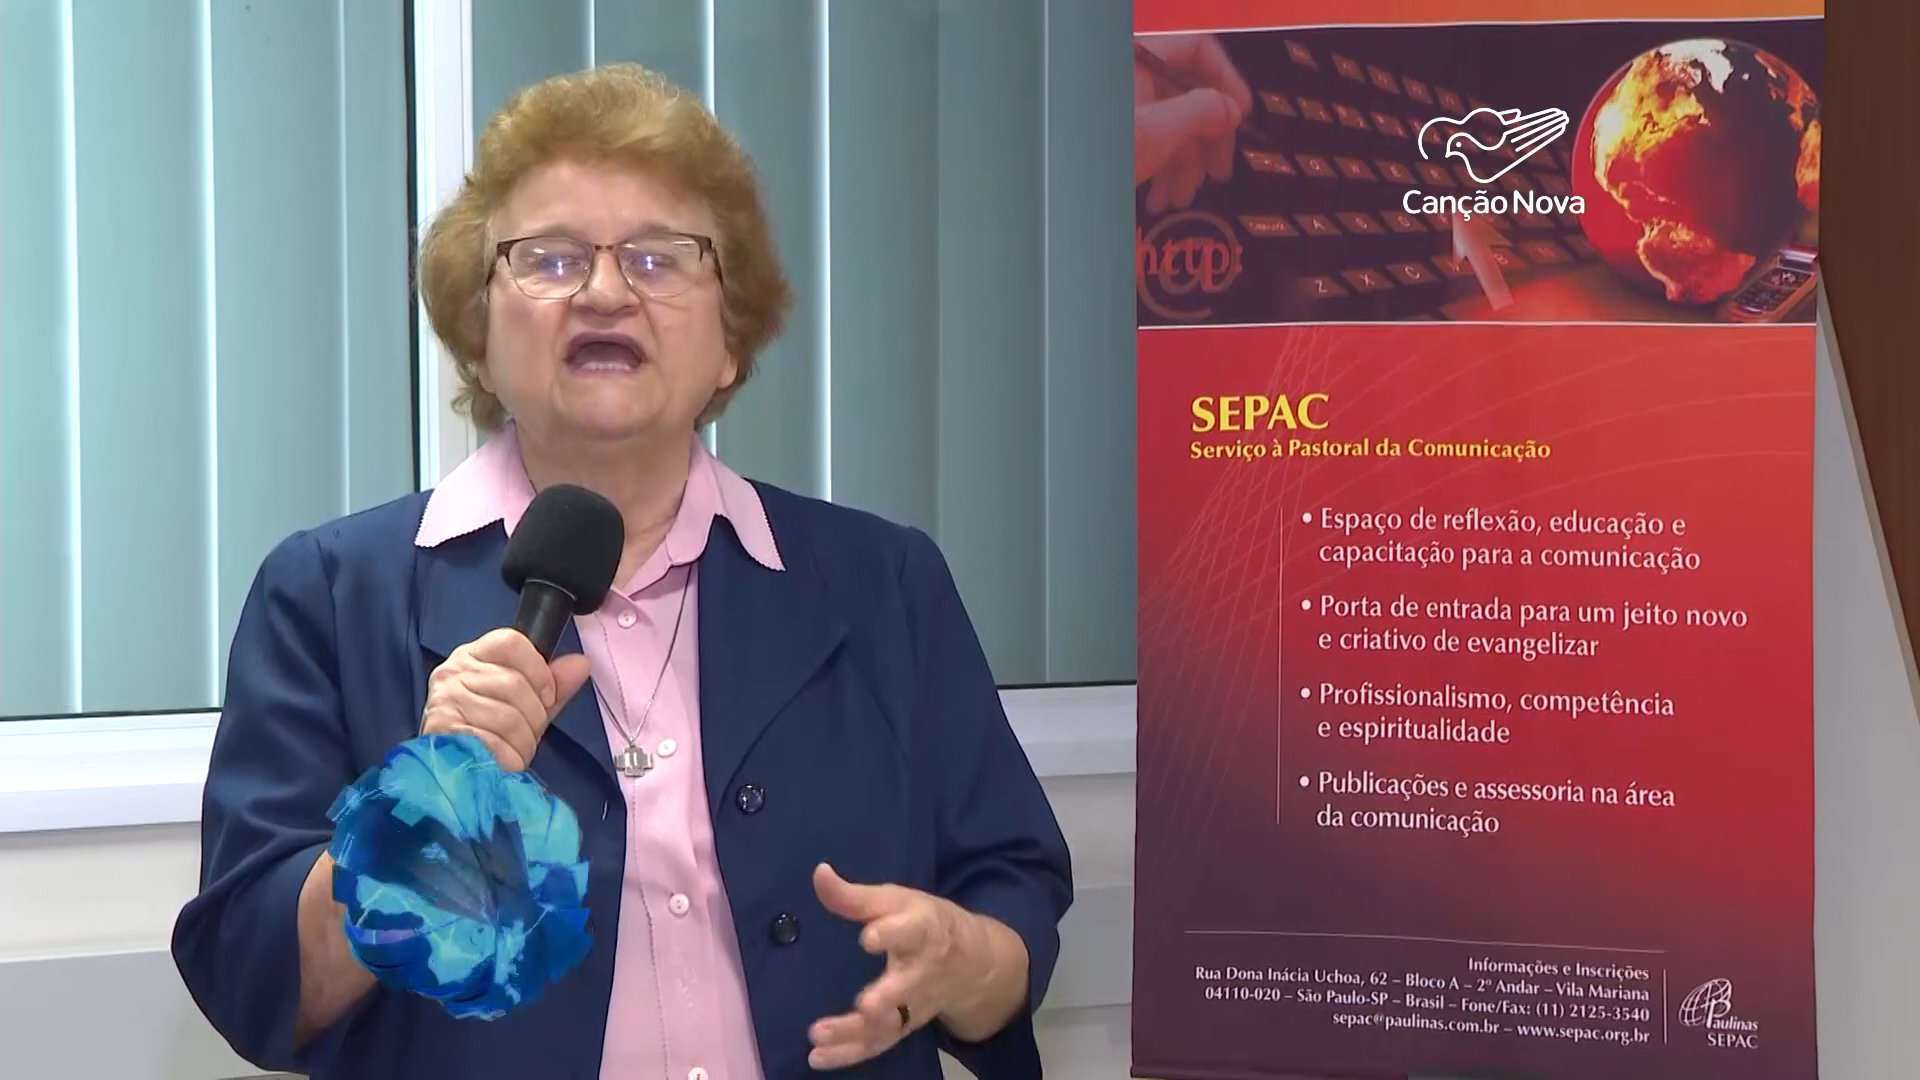 Canção Nova
http:
SEPAC
Serviço à Pastoral da Comunicação
• Espaço de reflexão, educação e
capacitação para a comunicação
• Porta de entrada para um jeito novo
e criativo de evangelizar
• Profissionalismo, competência
e espiritualidade
• Publicações e assessoria na área
da comunicação
Informações e Inscrições
Rua Dona Inácia Uchoa, 62 – Bloco A – 2º Andar – Vila Mariana
04110-020 – São Paulo-SP – Brasil – Fone/Fax: (11) 2125-3540
sepac@paulinas.com.br – www.sepac.org.br
Paulinas
SEPAC